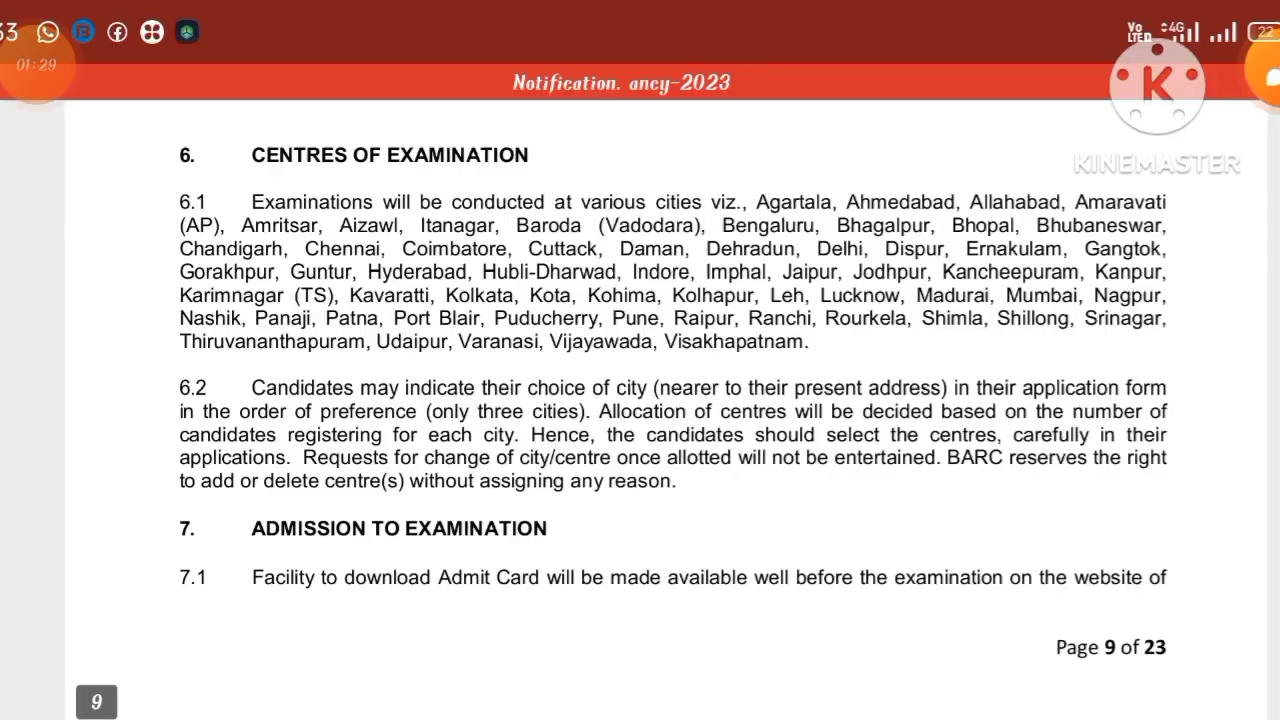 33
Vo LTED 4G 22
01:29
Notification. ancy-2023
K
KINEMASTER
6. CENTRES OF EXAMINATION
6.1 Examinations will be conducted at various cities viz., Agartala, Ahmedabad, Allahabad, Amaravati
(AP), Amritsar, Aizawl, Itanagar, Baroda (Vadodara), Bengaluru, Bhagalpur, Bhopal, Bhubaneswar,
Chandigarh, Chennai, Coimbatore, Cuttack, Daman, Dehradun, Delhi, Dispur, Ernakulam, Gangtok,
Gorakhpur, Guntur, Hyderabad, Hubli-Dharwad, Indore, Imphal, Jaipur, Jodhpur, Kancheepuram, Kanpur,
Karimnagar (TS), Kavaratti, Kolkata, Kota, Kohima, Kolhapur, Leh, Lucknow, Madurai, Mumbai, Nagpur,
Nashik, Panaji, Patna, Port Blair, Puducherry, Pune, Raipur, Ranchi, Rourkela, Shimla, Shillong, Srinagar,
Thiruvananthapuram, Udaipur, Varanasi, Vijayawada, Visakhapatnam.
6.2 Candidates may indicate their choice of city (nearer to their present address) in their application form
in the order of preference (only three cities). Allocation of centres will be decided based on the number of
candidates registering for each city. Hence, the candidates should select the centres, carefully in their
applications. Requests for change of city/centre once allotted will not be entertained. BARC reserves the right
to add or delete centre(s) without assigning any reason.
7. ADMISSION TO EXAMINATION
7.1 Facility to download Admit Card will be made available well before the examination on the website of
Page 9 of 23
9